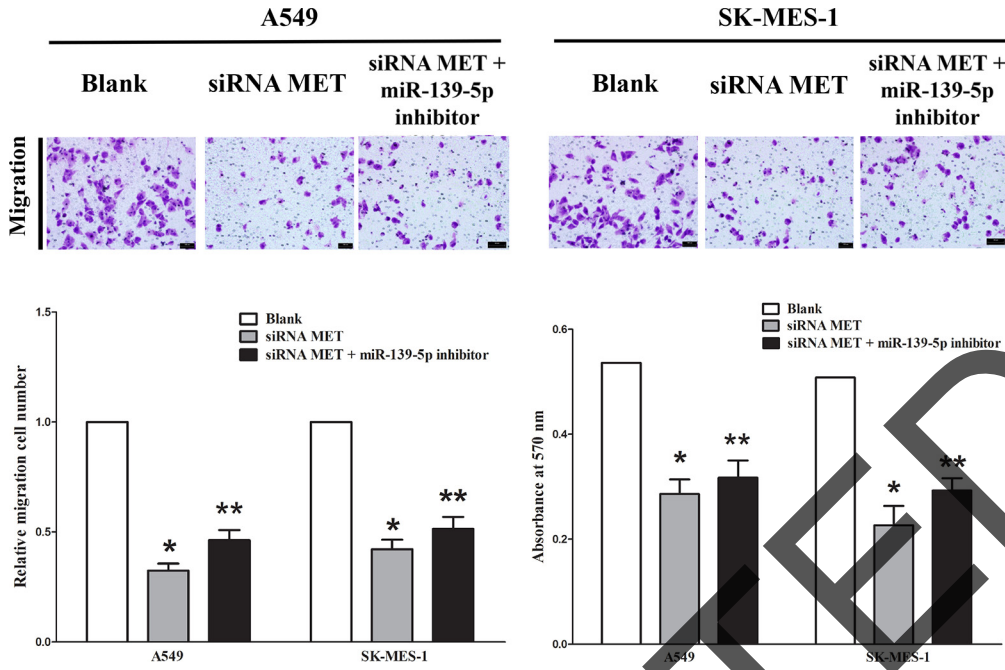 A549
SK-MES-1
Blank
siRNA MET
siRNA MET +
miR-139-5p
inhibitor
Blank
siRNA MET
siRNA MET +
miR-139-5p
inhibitor
Migration
Relative migration cell number
1.5
1.0
0.5
0.0
Blank
siRNA MET
siRNA MET + miR-139-5p inhibitor
*
**
*
**
A549
SK-MES-1
Absorbance at 570 nm
0.6
0.4
0.2
0.0
Blank
siRNA MET
siRNA MET + miR-139-5p inhibitor
*
**
*
**
A549
SK-MES-1